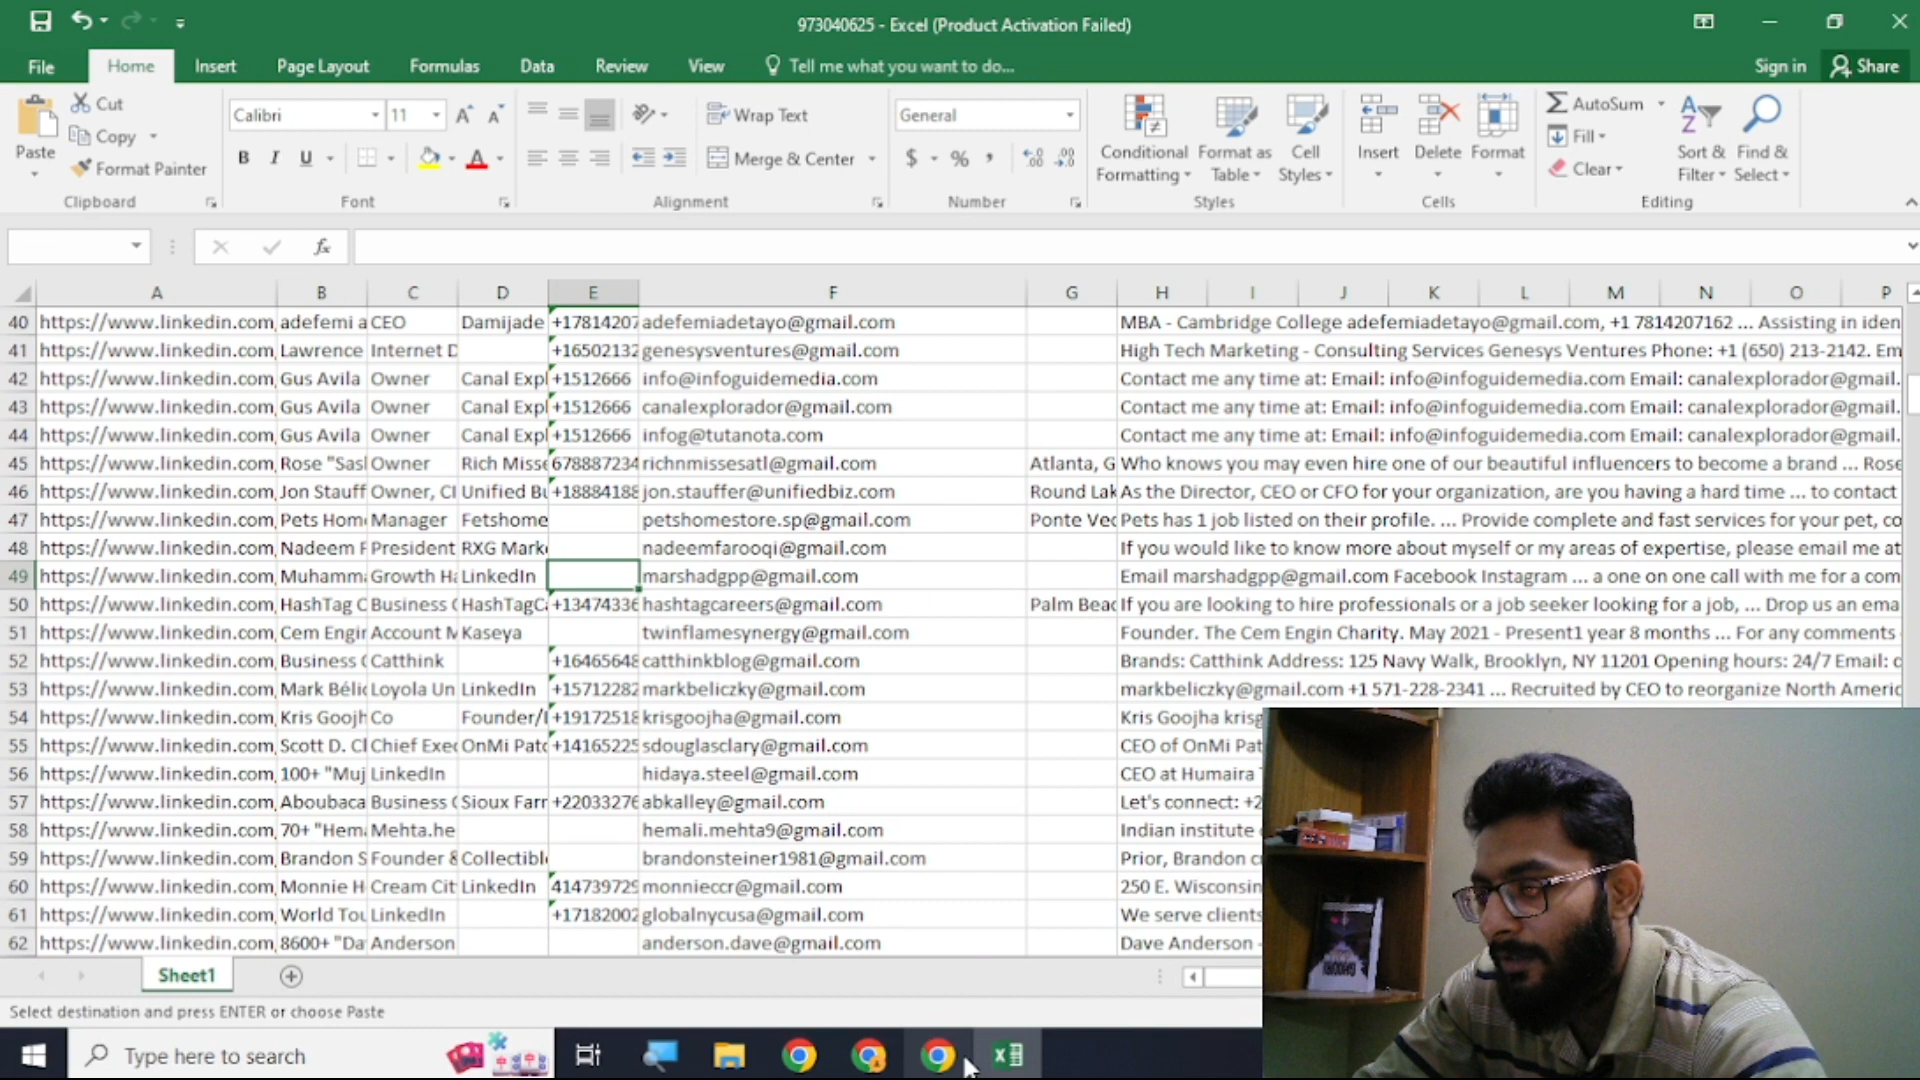 973040625 - Excel (Product Activation Failed)
File Home Insert Page Layout Formulas Data Review View Tell me what you want to do... Sign in Share
Paste Cut Copy Format Painter Clipboard
Calibri 11 B I U A Font
Wrap Text Merge & Center Alignment
General $ % Number
Conditional Formatting Format as Table Cell Styles Styles
Insert Delete Format Cells
AutoSum Fill Clear Sort & Filter Find & Select Editing
fx
A B C D E F G H I J K L M N O P
40 https://www.linkedin.com, adefemi a CEO Damijade +17814207 adefemiadetayo@gmail.com MBA - Cambridge College adefemiadetayo@gmail.com, +1 7814207162 ... Assisting in iden
41 https://www.linkedin.com, Lawrence Internet D +16502132 genesysventures@gmail.com High Tech Marketing - Consulting Services Genesys Ventures Phone: +1 (650) 213-2142. Em
42 https://www.linkedin.com, Gus Avila Owner Canal Expl +1512666 info@infoguidemedia.com Contact me any time at: Email: info@infoguidemedia.com Email: canalexplorador@gmail.
43 https://www.linkedin.com, Gus Avila Owner Canal Expl +1512666 canalexplorador@gmail.com Contact me any time at: Email: info@infoguidemedia.com Email: canalexplorador@gmail.
44 https://www.linkedin.com, Gus Avila Owner Canal Expl +1512666 infog@tutanota.com Contact me any time at: Email: info@infoguidemedia.com Email: canalexplorador@gmail.
45 https://www.linkedin.com, Rose "Sasl Owner Rich Misse 678887234 richnmissesatl@gmail.com Atlanta, G Who knows you may even hire one of our beautiful influencers to become a brand ... Rose
46 https://www.linkedin.com, Jon Stauff Owner, CI Unified Bu +18884188 jon.stauffer@unifiedbiz.com Round Lak As the Director, CEO or CFO for your organization, are you having a hard time ... to contact
47 https://www.linkedin.com, Pets Hom Manager Fetshome petshomestore.sp@gmail.com Ponte Vec Pets has 1 job listed on their profile. ... Provide complete and fast services for your pet, co
48 https://www.linkedin.com, Nadeem F President RXG Mark nadeemfarooqi@gmail.com If you would like to know more about myself or my areas of expertise, please email me at
49 https://www.linkedin.com, Muhamma Growth Ha LinkedIn marshadgpp@gmail.com Email marshadgpp@gmail.com Facebook Instagram ... a one on one call with me for a com
50 https://www.linkedin.com, HashTag C Business C HashTagCa +13474336 hashtagcareers@gmail.com Palm Beac If you are looking to hire professionals or a job seeker looking for a job, ... Drop us an ema
51 https://www.linkedin.com, Cem Engin Account M Kaseya twinflamesynergy@gmail.com Founder. The Cem Engin Charity. May 2021 - Present1 year 8 months ... For any comments
52 https://www.linkedin.com, Business C Catthink +16465648 catthinkblog@gmail.com Brands: Catthink Address: 125 Navy Walk, Brooklyn, NY 11201 Opening hours: 24/7 Email: c
53 https://www.linkedin.com, Mark Bélic Loyola Un LinkedIn +15712282 markbeliczky@gmail.com markbeliczky@gmail.com +1 571-228-2341 ... Recruited by CEO to reorganize North Americ
54 https://www.linkedin.com, Kris Goojh Co Founder/I +19172518 krisgoojha@gmail.com Kris Goojha krisg
55 https://www.linkedin.com, Scott D. Cl Chief Exec OnMi Patc +14165225 sdouglasclary@gmail.com CEO of OnMi Pat
56 https://www.linkedin.com, 100+ "Muj LinkedIn hidaya.steel@gmail.com CEO at Humaira
57 https://www.linkedin.com, Aboubaca Business C Sioux Farr +22033276 abkalley@gmail.com Let's connect: +2
58 https://www.linkedin.com, 70+ "Hema Mehta.he hemali.mehta9@gmail.com Indian institute
59 https://www.linkedin.com, Brandon S Founder & Collectible brandonsteiner1981@gmail.com Prior, Brandon c
60 https://www.linkedin.com, Monnie H Cream Cit LinkedIn 414739729 monnieccr@gmail.com 250 E. Wisconsin
61 https://www.linkedin.com, World Tou LinkedIn +17182002 globalnycusa@gmail.com We serve clients
62 https://www.linkedin.com, 8600+ "Da Anderson anderson.dave@gmail.com Dave Anderson -
Sheet1
Select destination and press ENTER or choose Paste
Type here to search